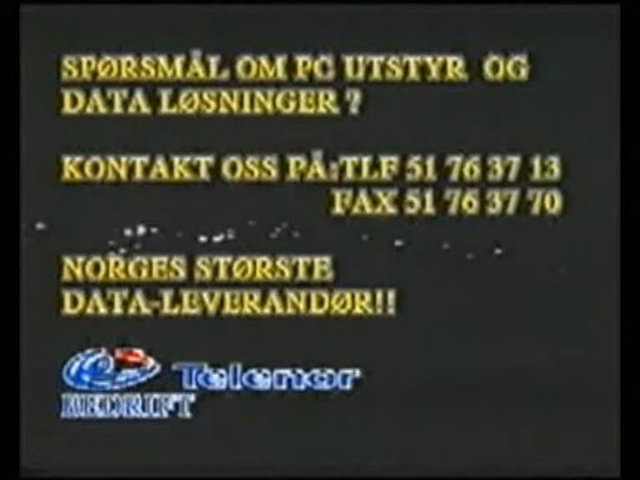 SPØRSMÅL OM PC UTSTYR OG
DATA LØSNINGER ?
KONTAKT OSS PÅ:TLF 51 76 37 13
FAX 51 76 37 70
NORGES STØRSTE
DATA-LEVERANDØR!!
Telenor
BEDRIFT